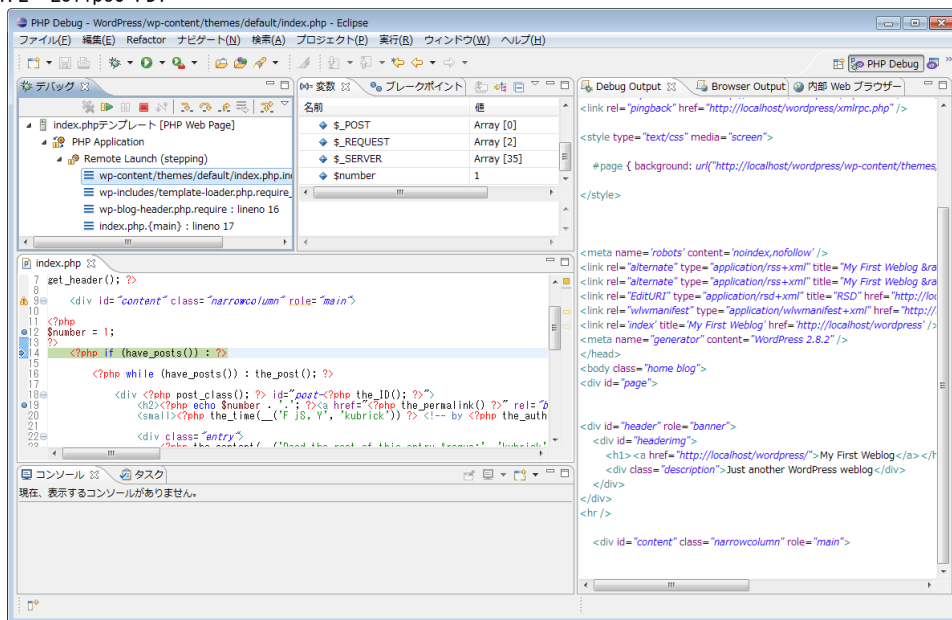 PHP Debug - WordPress/wp-content/themes/default/index.php - Eclipse
ファイル(F) 編集(E) Refactor ナビゲート(N) 検索(A) プロジェクト(P) 実行(R) ウィンドウ(W) ヘルプ(H)
PHP Debug
デバッグ
index.phpテンプレート [PHP Web Page]
PHP Application
Remote Launch (stepping)
wp-content/themes/default/index.php.in
wp-includes/template-loader.php.require_
wp-blog-header.php.require : lineno 16
index.php.{main} : lineno 17
変数 ブレークポイント
名前 値
$_POST Array [0]
$_REQUEST Array [2]
$_SERVER Array [35]
$number 1
index.php
7 get_header(); ?>
8
9 <div id="content" class="narrowcolumn" role="main">
10
11 <?php
12 $number = 1;
13 ?>
14 <?php if (have_posts()) : ?>
15
16 <?php while (have_posts()) : the_post(); ?>
17
18 <div <?php post_class(); ?> id="post-<?php the_ID(); ?>">
19 <h2><?php echo $number . '.'; ?><a href="<?php the_permalink() ?>" rel="b
20 <small><?php the_time(__('F jS, Y', 'kubrick')) ?> <!-- by <?php the_auth
21
22 <div class="entry">
コンソール タスク
現在、表示するコンソールがありません。
Debug Output Browser Output 内部 Web ブラウザー
<link rel="pingback" href="http://localhost/wordpress/xmlrpc.php" />
<style type="text/css" media="screen">
#page { background: url("http://localhost/wordpress/wp-content/themes,
</style>
<meta name='robots' content='noindex,nofollow' />
<link rel="alternate" type="application/rss+xml" title="My First Weblog &ra
<link rel="alternate" type="application/rss+xml" title="My First Weblog &ra
<link rel="EditURI" type="application/rsd+xml" title="RSD" href="http://loc
<link rel="wlwmanifest" type="application/wlwmanifest+xml" href="http://
<link rel='index' title='My First Weblog' href='http://localhost/wordpress' />
<meta name="generator" content="WordPress 2.8.2" />
</head>
<body class="home blog">
<div id="page">
<div id="header" role="banner">
<div id="headerimg">
<h1><a href="http://localhost/wordpress/">My First Weblog</a></h
<div class="description">Just another WordPress weblog</div>
</div>
</div>
<hr />
<div id="content" class="narrowcolumn" role="main">